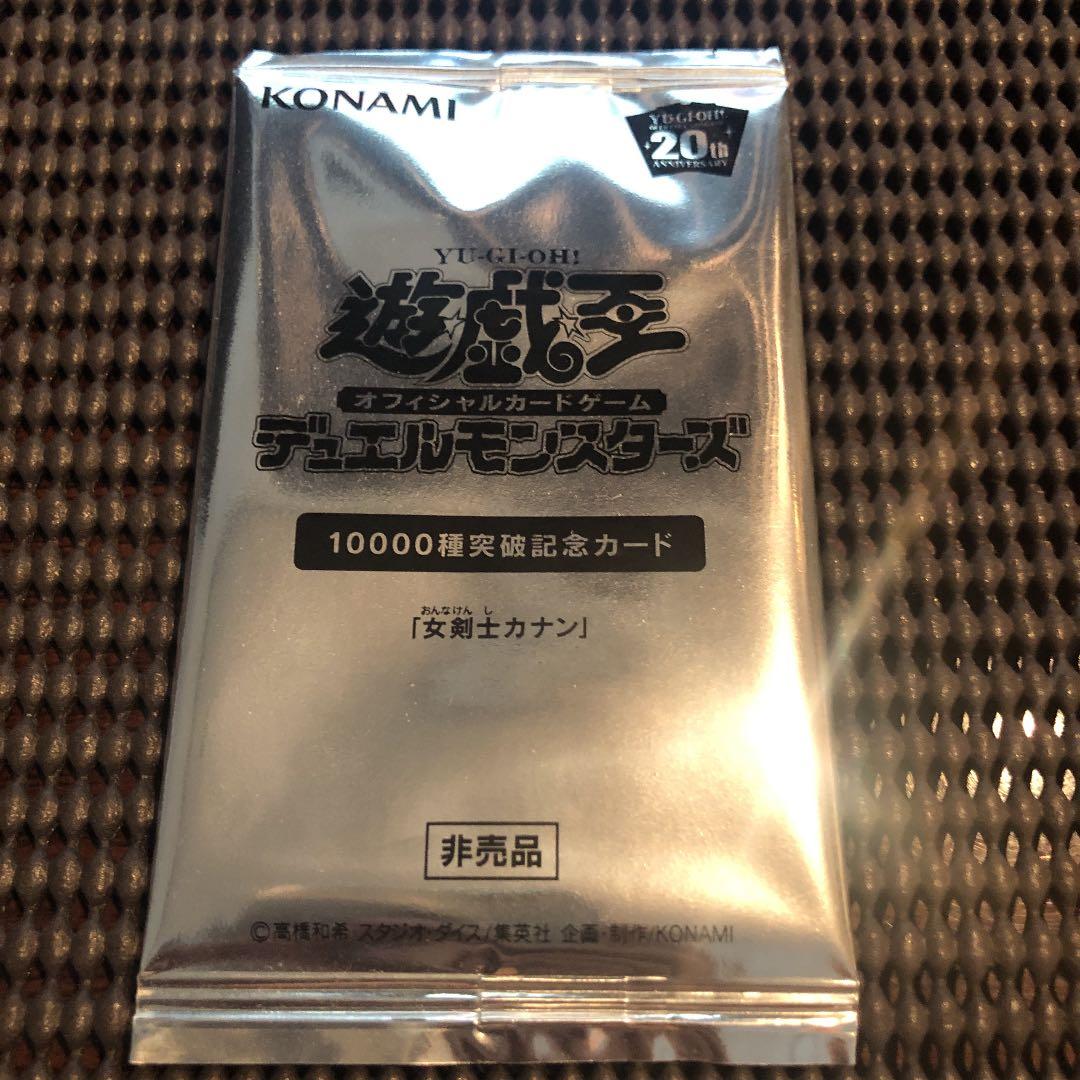 KONAMI
YU-GI-OH!
20th
ANNIVERSARY
YU-GI-OH!
遊戯王
オフィシャルカードゲーム
デュエルモンスターズ
10000種突破記念カード
おんなけんし
「女剣士カナン」
非売品
©高橋和希 スタジオ・ダイス/集英社 企画・制作/KONAMI